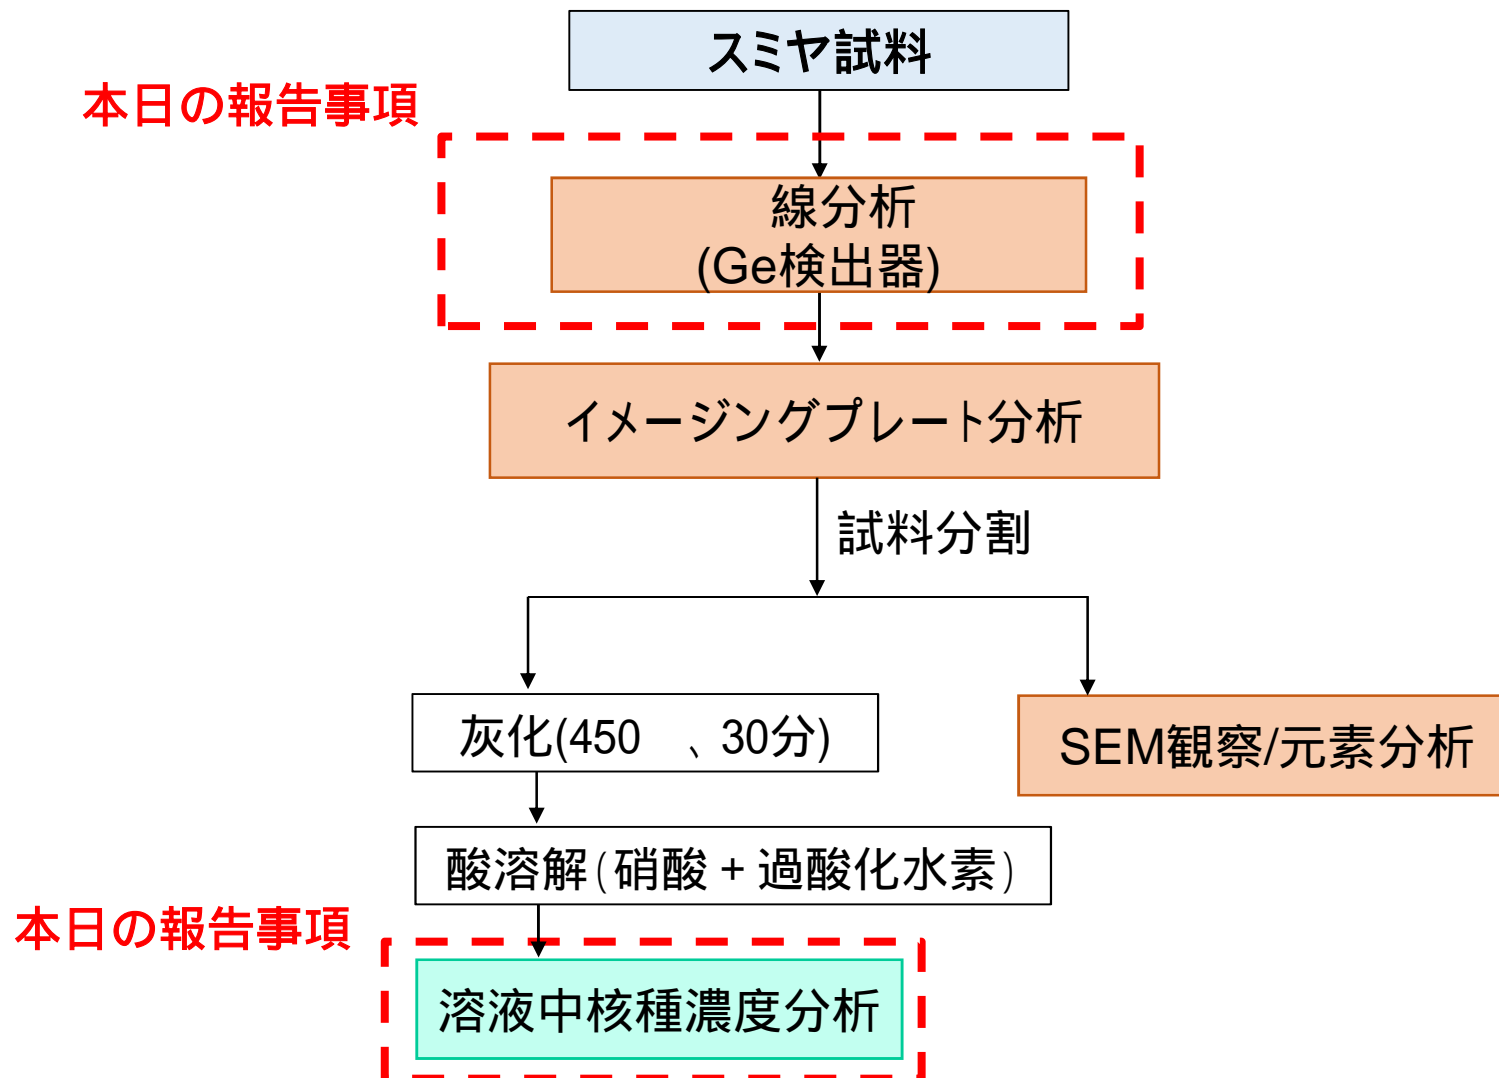 スミヤ試料
本日の報告事項
線分析
(Ge検出器)
イメージングプレート分析
試料分割
灰化(450　、30分)
SEM観察/元素分析
酸溶解(硝酸 + 過酸化水素)
本日の報告事項
溶液中核種濃度分析